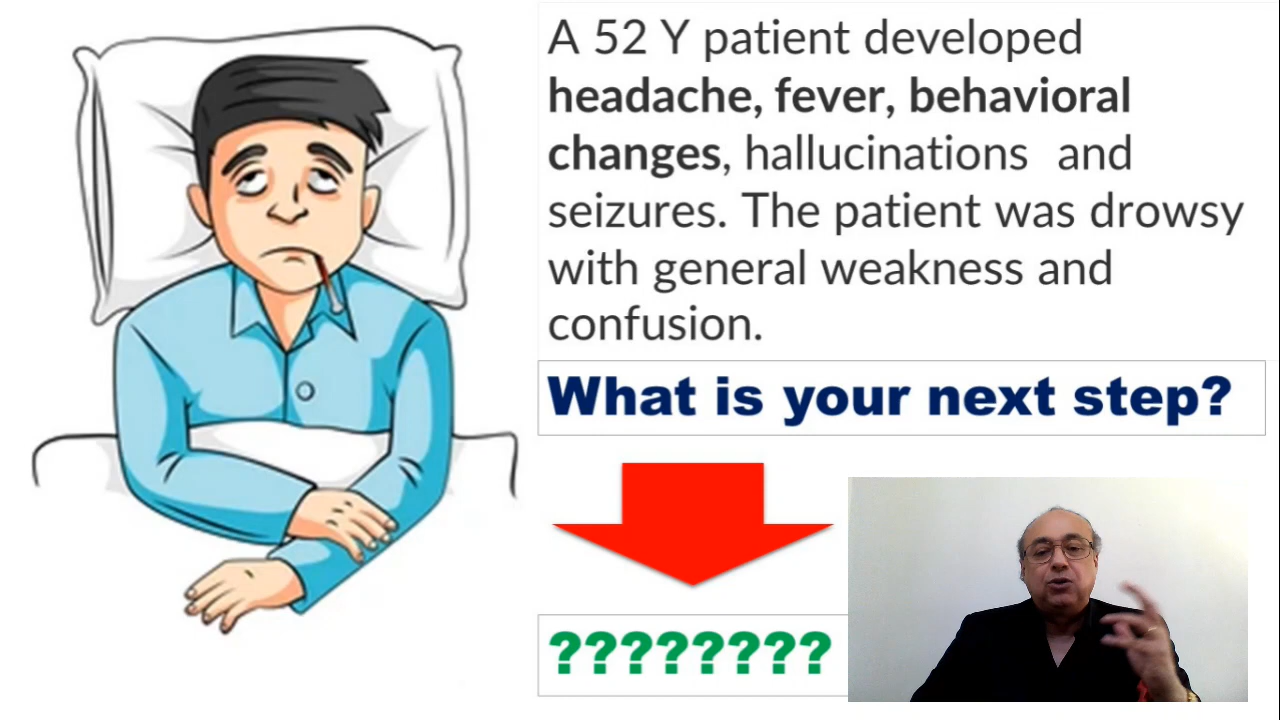 A 52 Y patient developed
headache, fever, behavioral
changes, hallucinations and
seizures. The patient was drowsy
with general weakness and
confusion.
What is your next step?
????????